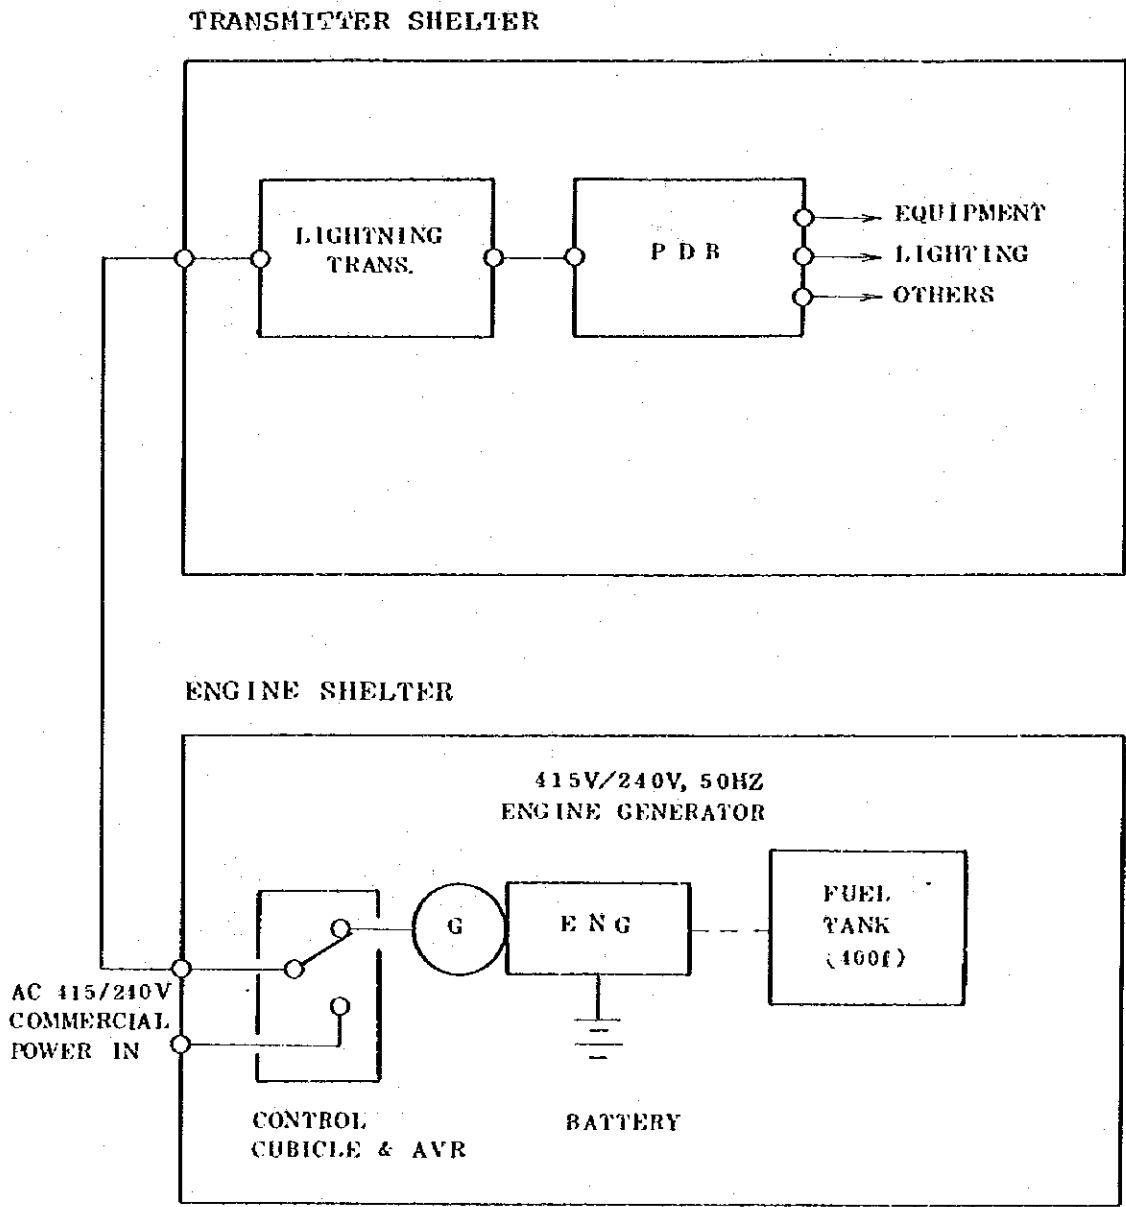 TRANSMITTER SHELTER
LIGHTNING
TRANS.
P D B
EQUIPMENT
LIGHTING
OTHERS
ENGINE SHELTER
415V/240V, 50HZ
ENGINE GENERATOR
FUEL
TANK
(400ℓ)
G
E N G
AC 415/240V
COMMERCIAL
POWER IN
CONTROL
CUBICLE & AVR
BATTERY